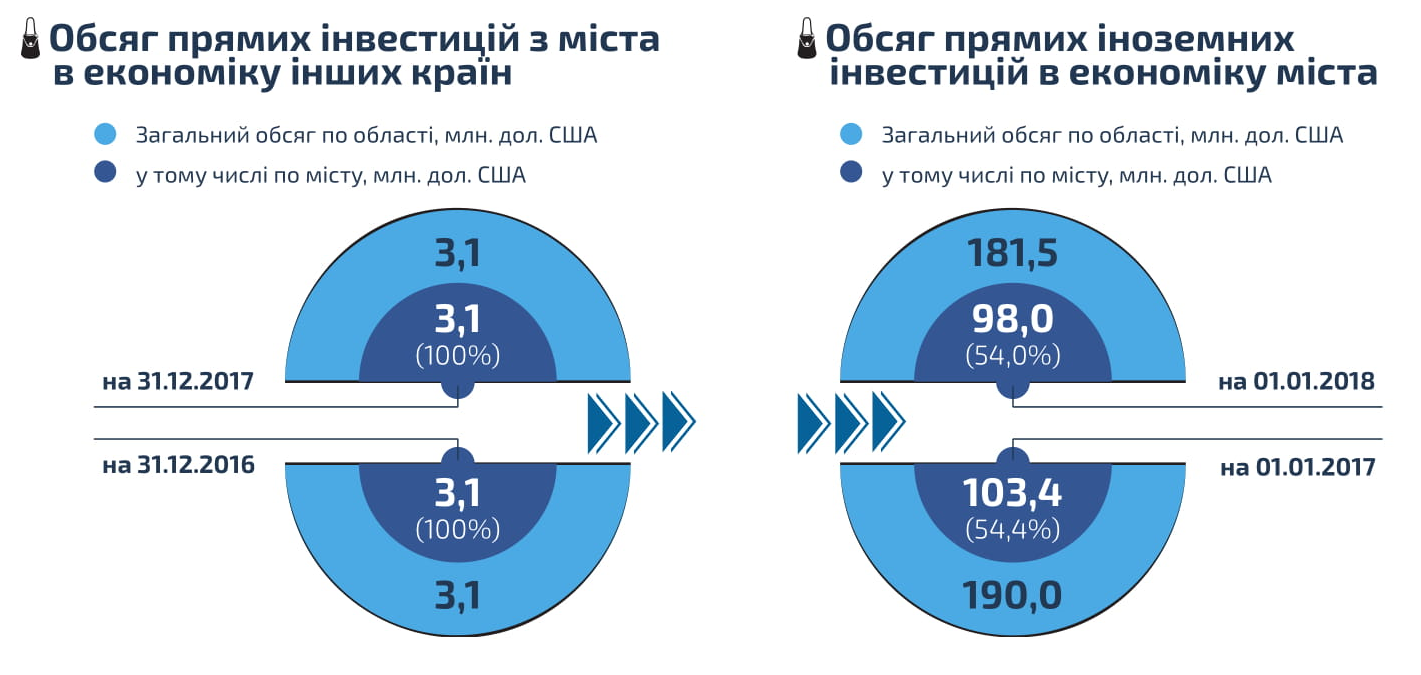 Обсяг прямих інвестицій з міста
в економіку інших країн
Загальний обсяг по області, млн. дол. США
у тому числі по місту, млн. дол. США
3,1
3,1
(100%)
на 31.12.2017
на 31.12.2016
3,1
(100%)
3,1
Обсяг прямих іноземних
інвестицій в економіку міста
Загальний обсяг по області, млн. дол. США
у тому числі по місту, млн. дол. США
181,5
98,0
(54,0%)
на 01.01.2018
на 01.01.2017
103,4
(54,4%)
190,0